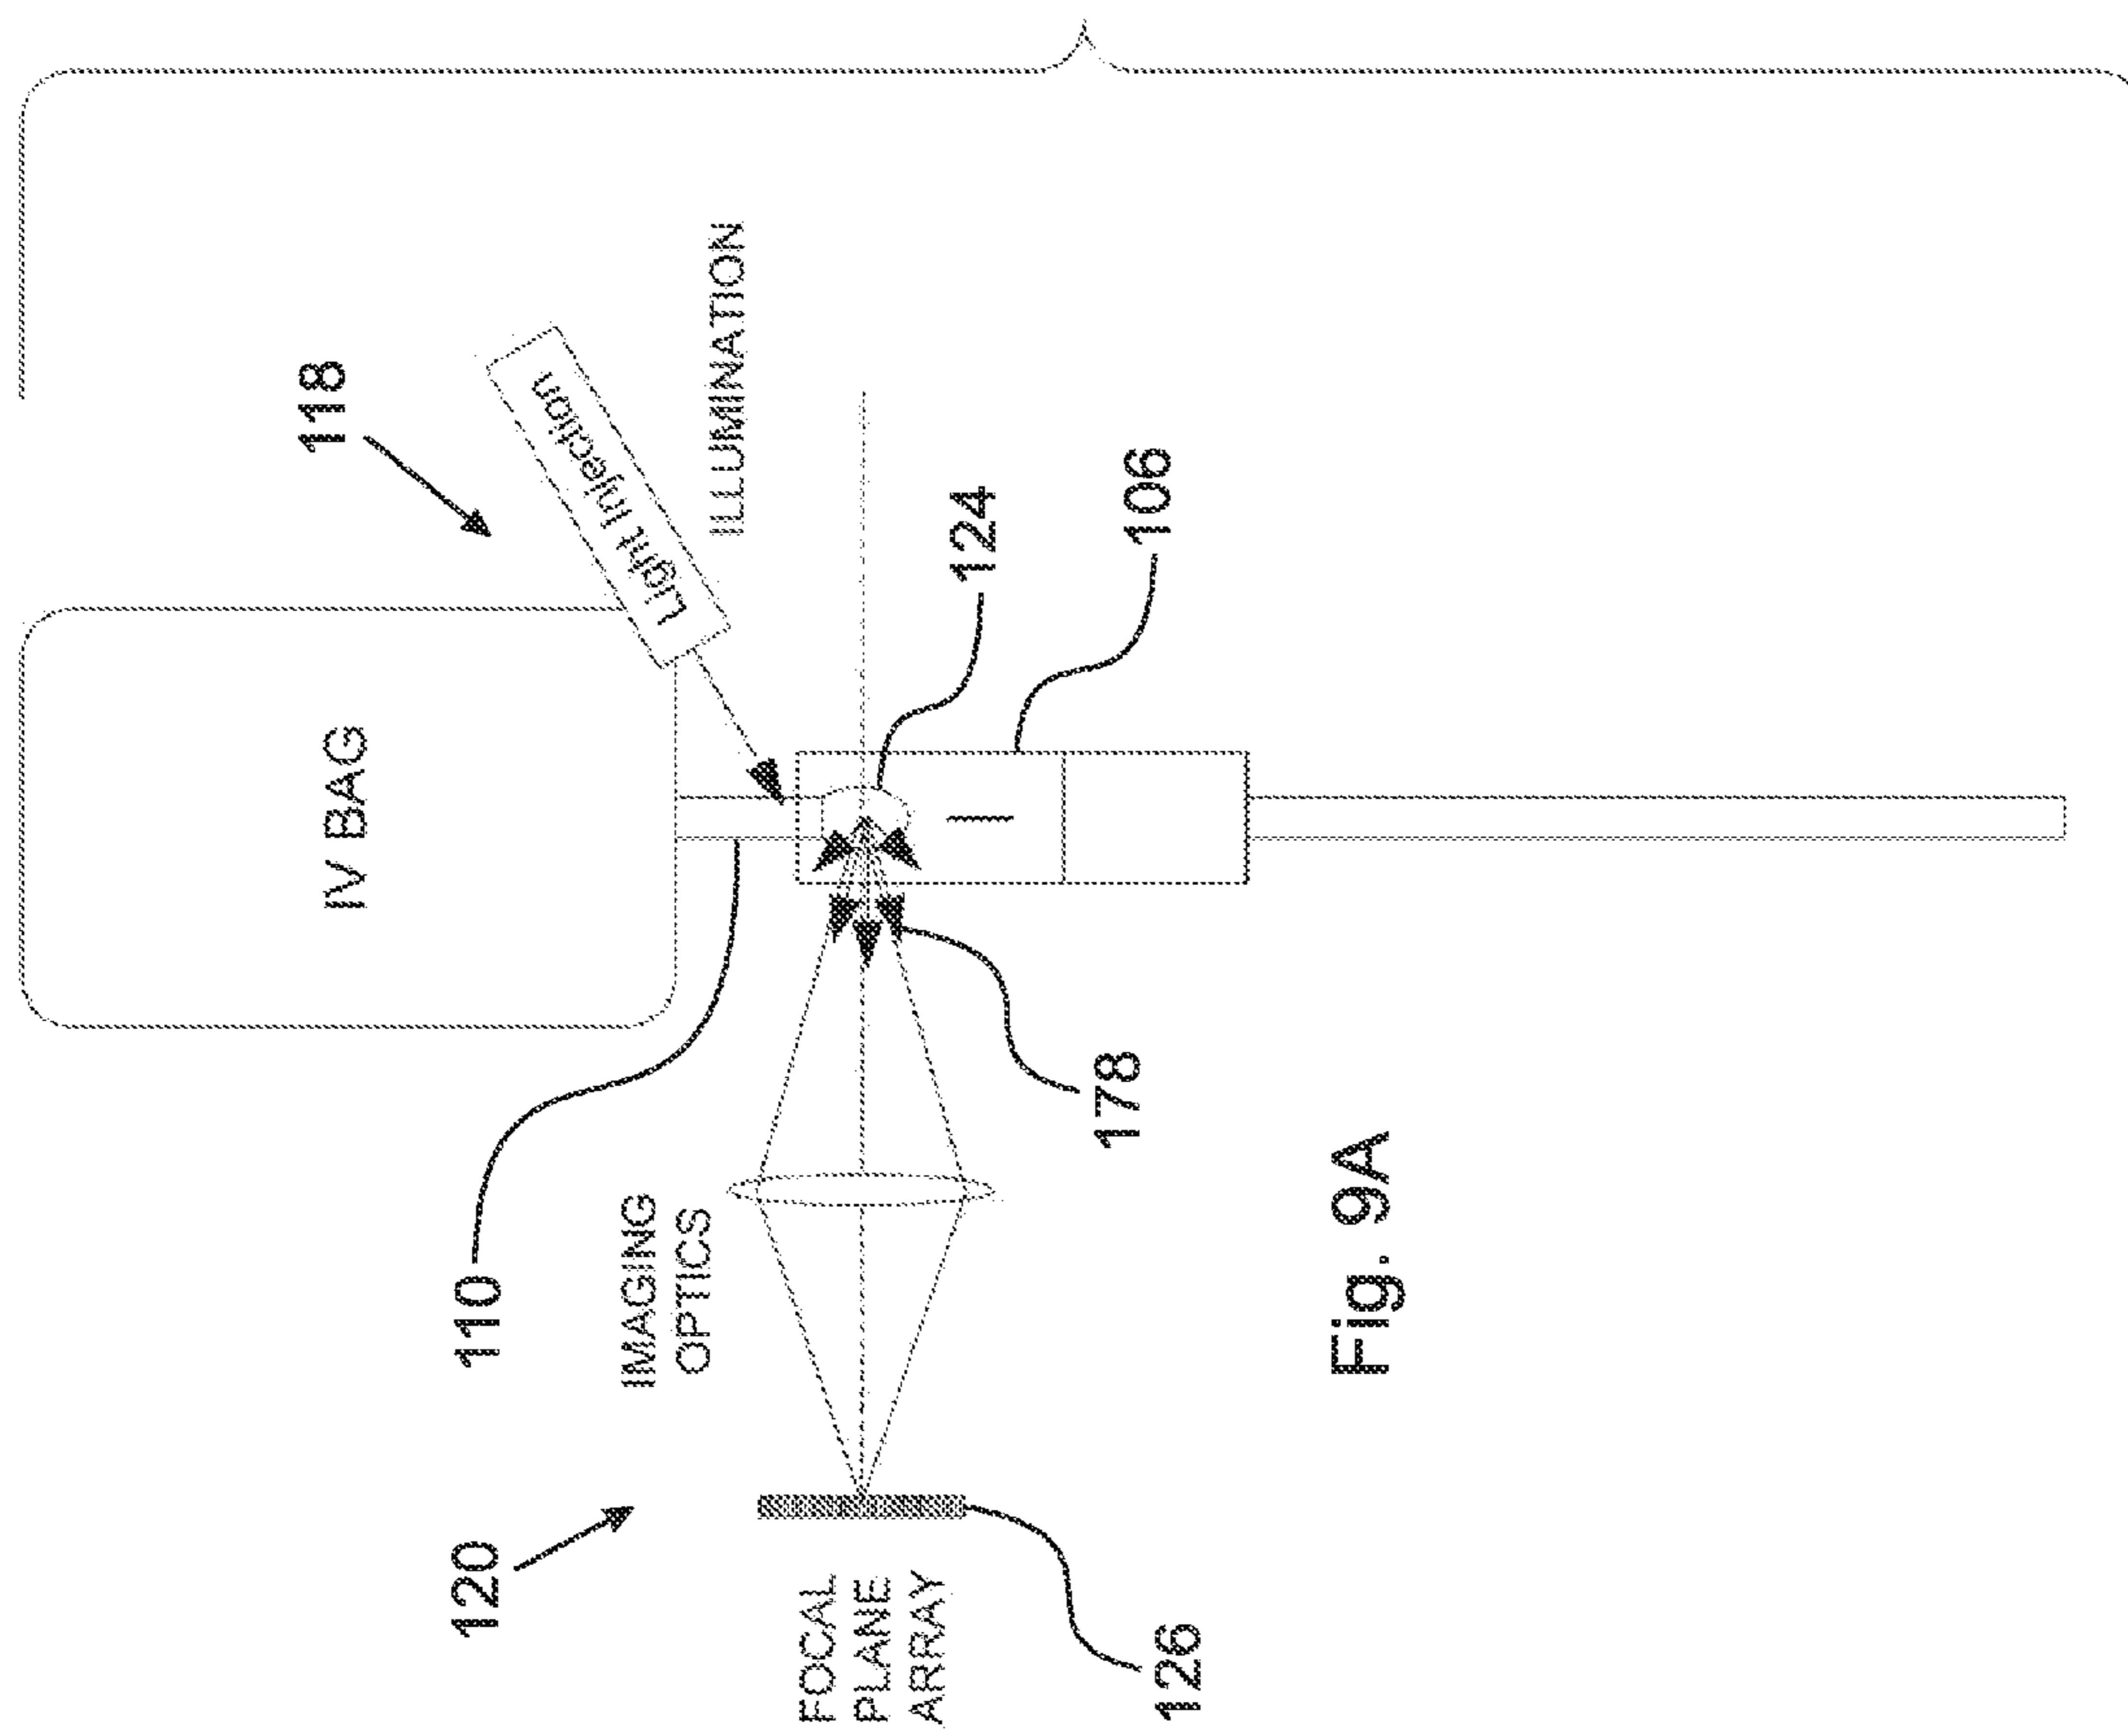 IV BAG
118
Light Injection
ILLUMINATION
110
IMAGING
OPTICS
124
106
178
120
FOCAL
PLANE
ARRAY
126
Fig. 9A